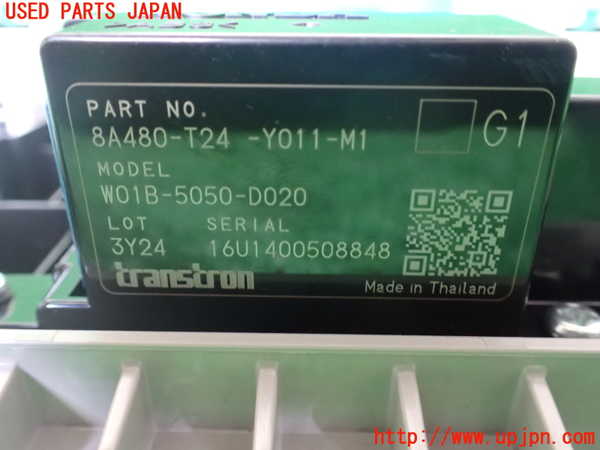 USED PARTS JAPAN
PART NO.
8A480-T24 -Y011-M1
G1
MODEL
W01B-5050-D020
LOT SERIAL
3Y24 16U1400508848
transtron
Made in Thailand
http://www.upjpn.com/